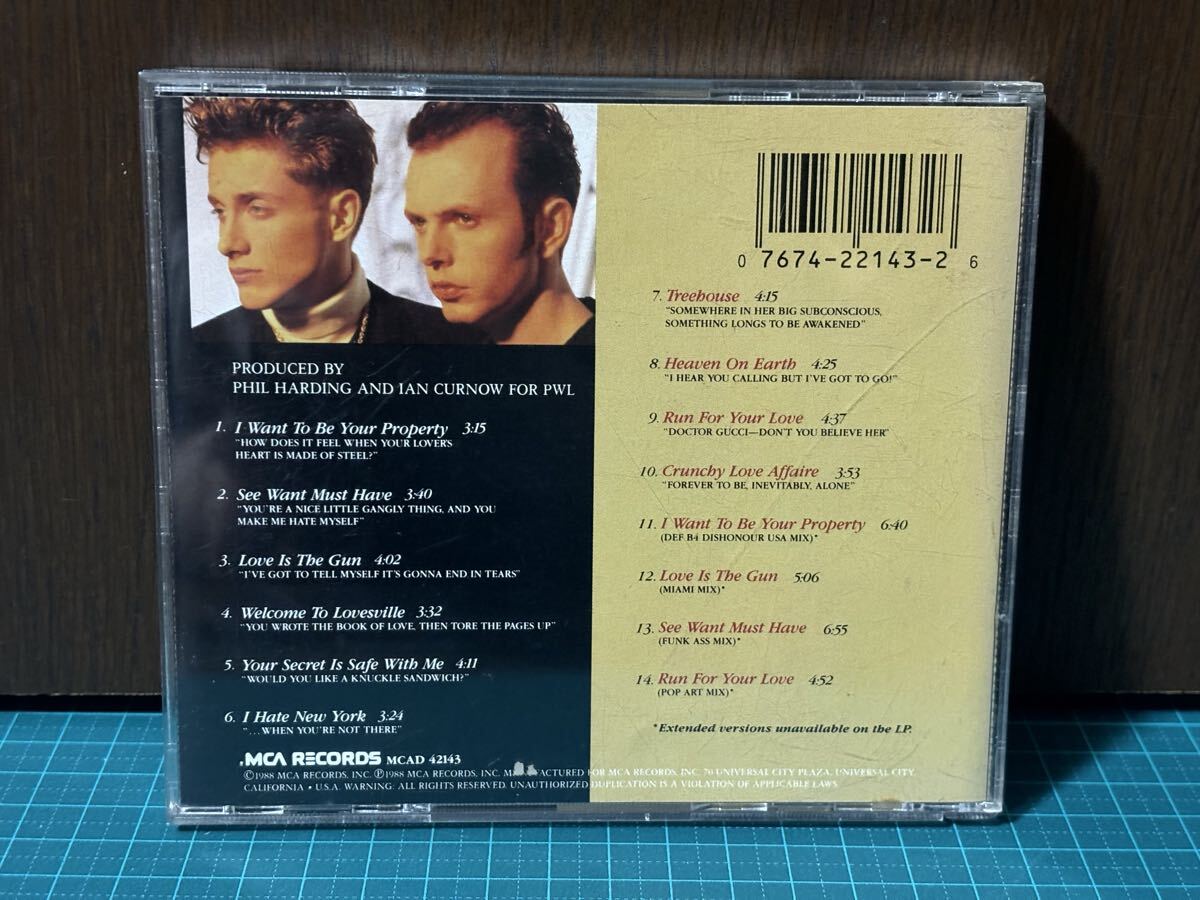 PRODUCED BY
PHIL HARDING AND IAN CURNOW FOR PWL
1. I Want To Be Your Property 3:15
"HOW DOES IT FEEL WHEN YOUR LOVER'S
HEART IS MADE OF STEEL?"
2. See Want Must Have 3:40
"YOU'RE A NICE LITTLE GANGLY THING, AND YOU
MAKE ME HATE MYSELF"
3. Love Is The Gun 4:02
"I'VE GOT TO TELL MYSELF IT'S GONNA END IN TEARS"
4. Welcome To Lovesville 3:32
"YOU WROTE THE BOOK OF LOVE, THEN TORE THE PAGES UP"
5. Your Secret Is Safe With Me 4:11
"WOULD YOU LIKE A KNUCKLE SANDWICH?"
6. I Hate New York 3:24
"...WHEN YOU'RE NOT THERE"
0 7674-22143-2 6
7. Treehouse 4:15
"SOMEWHERE IN HER BIG SUBCONSCIOUS,
SOMETHING LONGS TO BE AWAKENED"
8. Heaven On Earth 4:25
"I HEAR YOU CALLING BUT I'VE GOT TO GO!"
9. Run For Your Love 4:37
"DOCTOR GUCCI—DON'T YOU BELIEVE HER"
10. Crunchy Love Affaire 3:53
"FOREVER TO BE, INEVITABLY, ALONE"
11. I Want To Be Your Property 6:40
(DEF B4 DISHONOUR USA MIX)*
12. Love Is The Gun 5:06
(MIAMI MIX)*
13. See Want Must Have 6:55
(FUNK ASS MIX)*
14. Run For Your Love 4:52
(POP ART MIX)*
*Extended versions unavailable on the LP.
.MCA RECORDS MCAD 42143
©1988 MCA RECORDS, INC. ℗1988 MCA RECORDS, INC. FOR MCA RECORDS, INC. 70 UNIVERSAL CITY PLAZA, UNIVERSAL CITY,
CALIFORNIA • U.S.A. WARNING: ALL RIGHTS RESERVED. UNAUTHORIZED DUPLICATION IS A VIOLATION OF APPLICABLE LAWS.